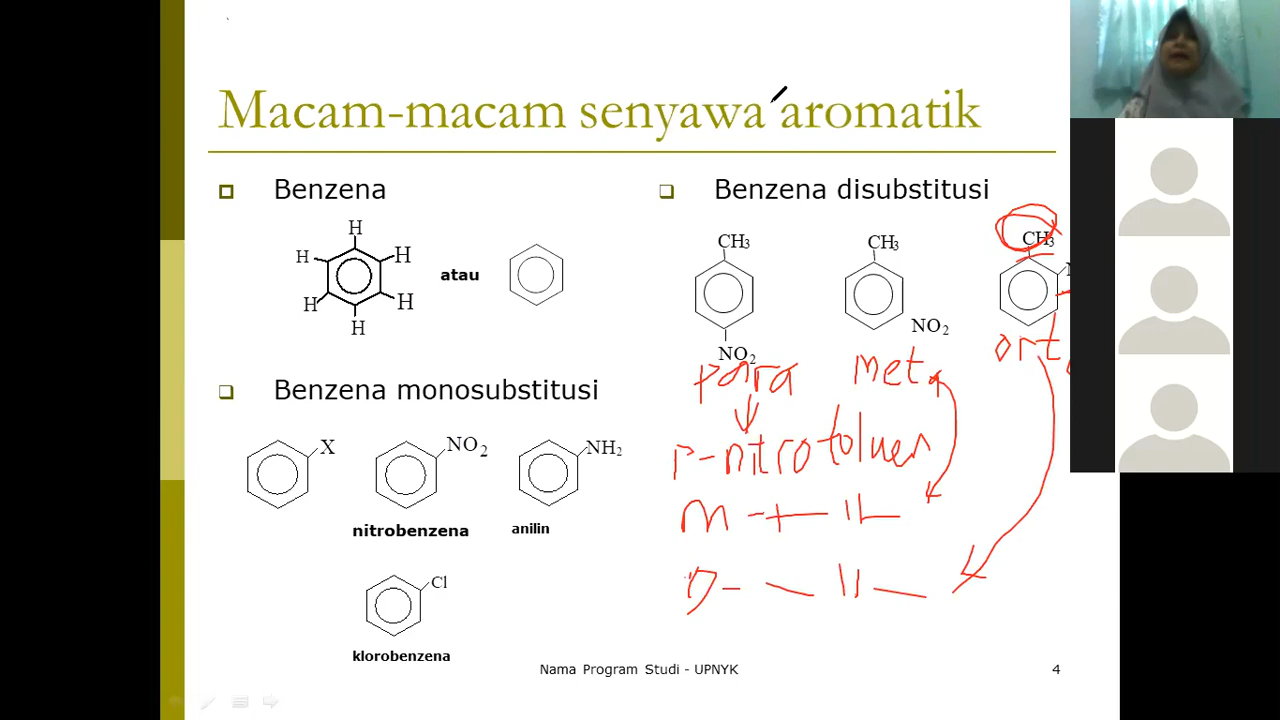 Macam-macam senyawa aromatik
Benzena
H
H
H
H
H
H
atau
Benzena monosubstitusi
X
NO2
NH2
nitrobenzena
anilin
Cl
klorobenzena
Benzena disubstitusi
CH3
CH3
CH3
NO2
NO2
para
meta
ort
p-nitrotoluen
m - 〃
o - 〃
Nama Program Studi - UPNYK
4